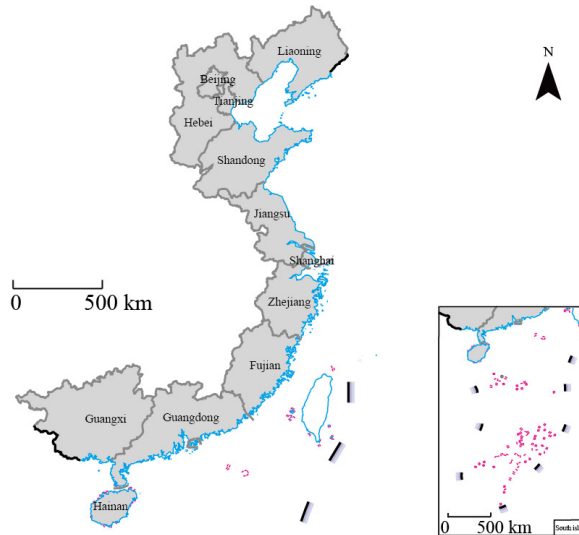 Liaoning
N
Beijing
Tianjing
Hebei
Shandong
Jiangsu
Shanghai
0 500 km
Zhejiang
Fujian
Guangxi
Guangdong
Hainan
0 500 km
South isl